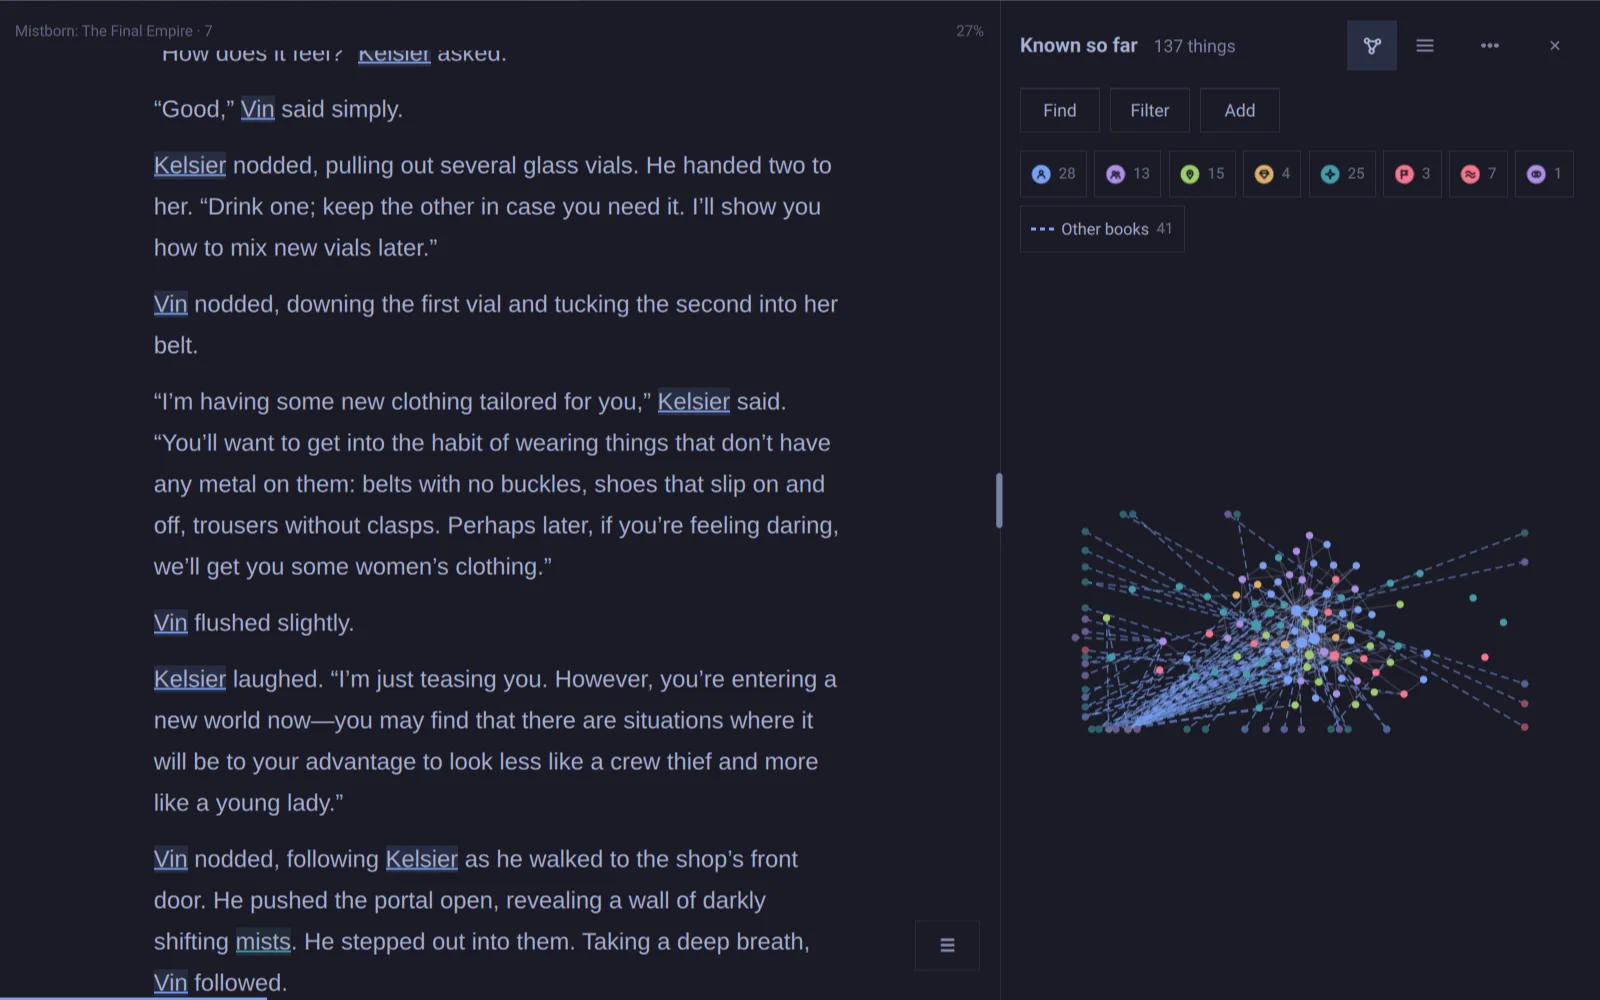 Mistborn: The Final Empire · 7
27%
“How does it feel?” Kelsier asked.
“Good,” Vin said simply.
Kelsier nodded, pulling out several glass vials. He handed two to
her. “Drink one; keep the other in case you need it. I’ll show you
how to mix new vials later.”
Vin nodded, downing the first vial and tucking the second into her
belt.
“I’m having some new clothing tailored for you,” Kelsier said.
“You’ll want to get into the habit of wearing things that don’t have
any metal on them: belts with no buckles, shoes that slip on and
off, trousers without clasps. Perhaps later, if you’re feeling daring,
we’ll get you some women’s clothing.”
Vin flushed slightly.
Kelsier laughed. “I’m just teasing you. However, you’re entering a
new world now—you may find that there are situations where it
will be to your advantage to look less like a crew thief and more
like a young lady.”
Vin nodded, following Kelsier as he walked to the shop’s front
door. He pushed the portal open, revealing a wall of darkly
shifting mists. He stepped out into them. Taking a deep breath,
Vin followed.
Known so far 137 things
Find Filter Add
28 13 15 4 25 3 7 1
Other books 41